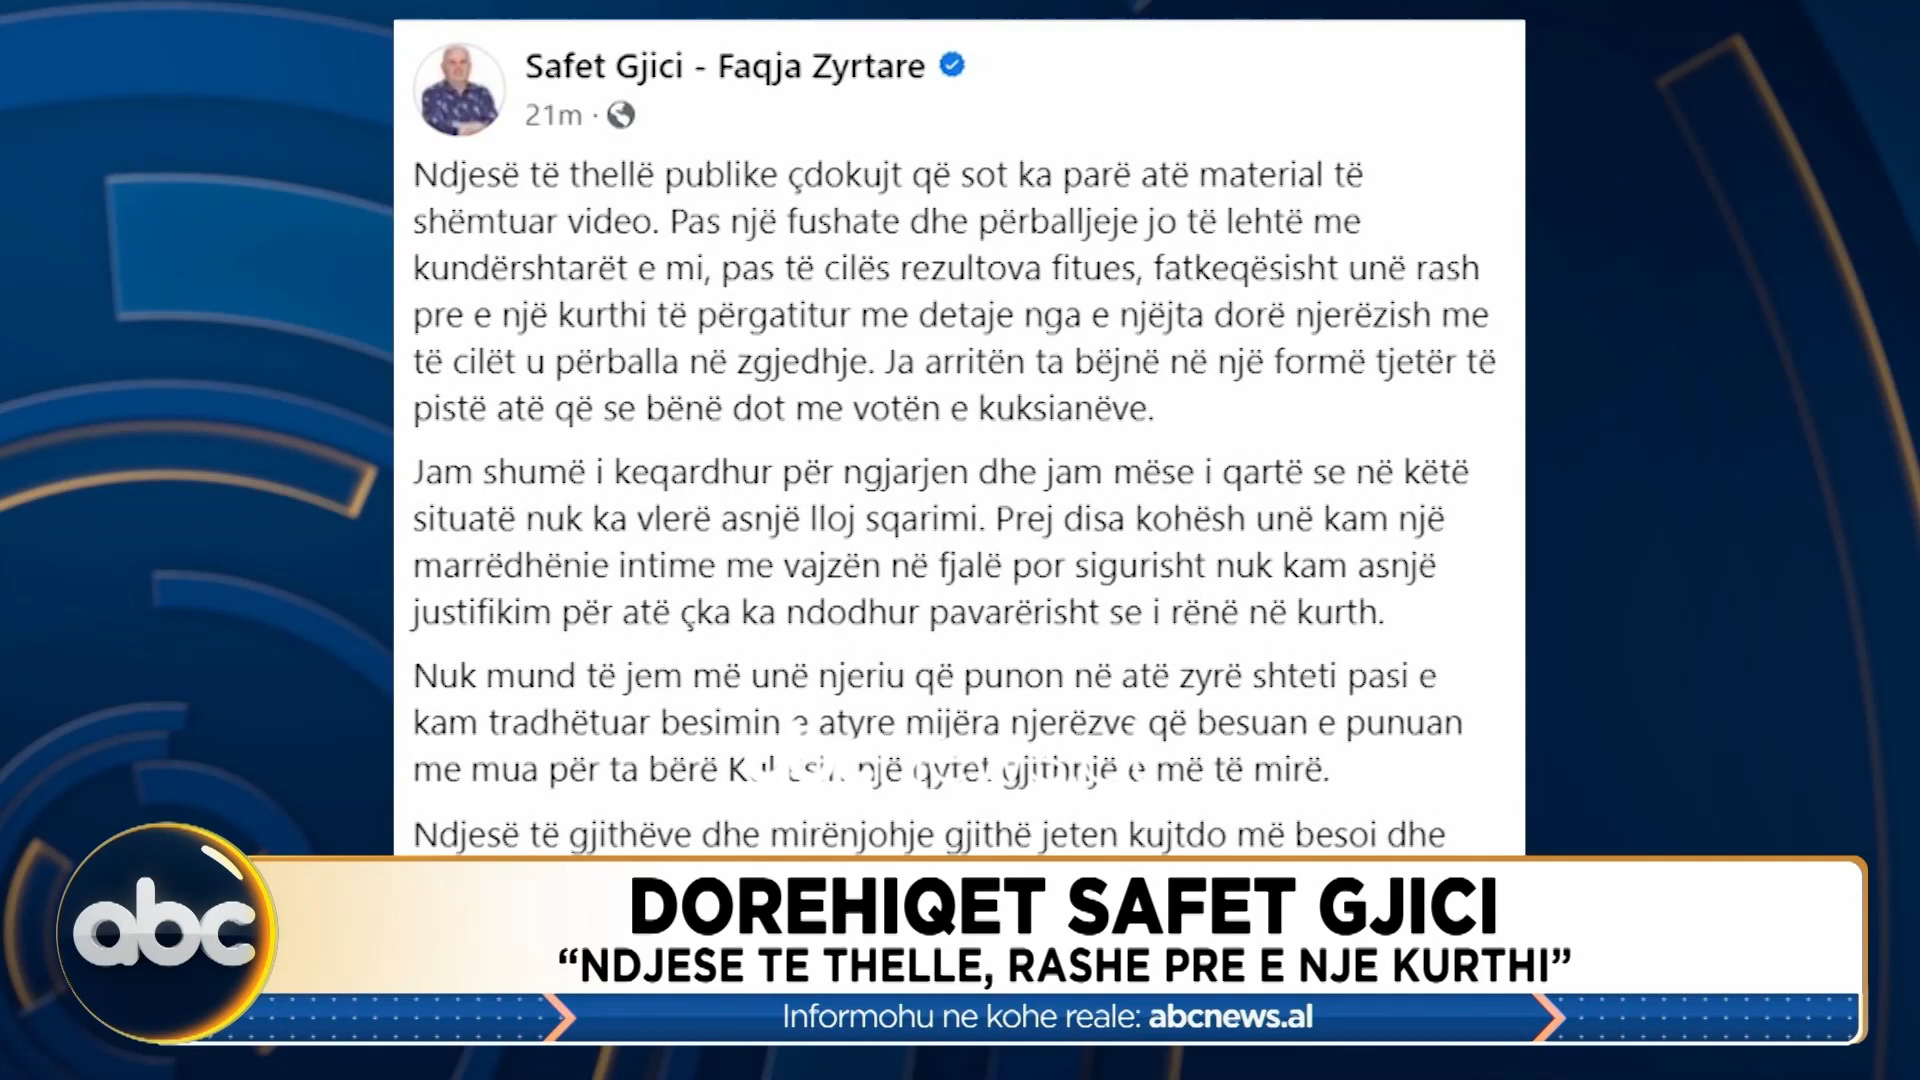 Safet Gjici - Faqja Zyrtare
21m ·
Ndjesë të thellë publike çdokujt që sot ka parë atë material të
shëmtuar video. Pas një fushate dhe përballjeje jo të lehtë me
kundërshtarët e mi, pas të cilës rezultova fitues, fatkeqësisht unë rash
pre e një kurthi të përgatitur me detaje nga e njëjta dorë njerëzish me
të cilët u përballa në zgjedhje. Ja arritën ta bëjnë në një formë tjetër të
pistë atë që se bënë dot me votën e kuksianëve.
Jam shumë i keqardhur për ngjarjen dhe jam mëse i qartë se në këtë
situatë nuk ka vlerë asnjë lloj sqarimi. Prej disa kohësh unë kam një
marrëdhënie intime me vajzën në fjalë por sigurisht nuk kam asnjë
justifikim për atë çka ka ndodhur pavarërisht se i rënë në kurth.
Nuk mund të jem më unë njeriu që punon në atë zyrë shteti pasi e
kam tradhëtuar besimin e atyre mijëra njerëzve që besuan e punuan
me mua për ta bërë një qytet gjithnjë e më të mirë.
Ndjesë të gjithëve dhe mirënjohje gjithë jeten kujtdo më besoi dhe
abc
DOREHIQET SAFET GJICI
“NDJESE TE THELLE, RASHE PRE E NJE KURTHI”
Informohu ne kohe reale: abcnews.al